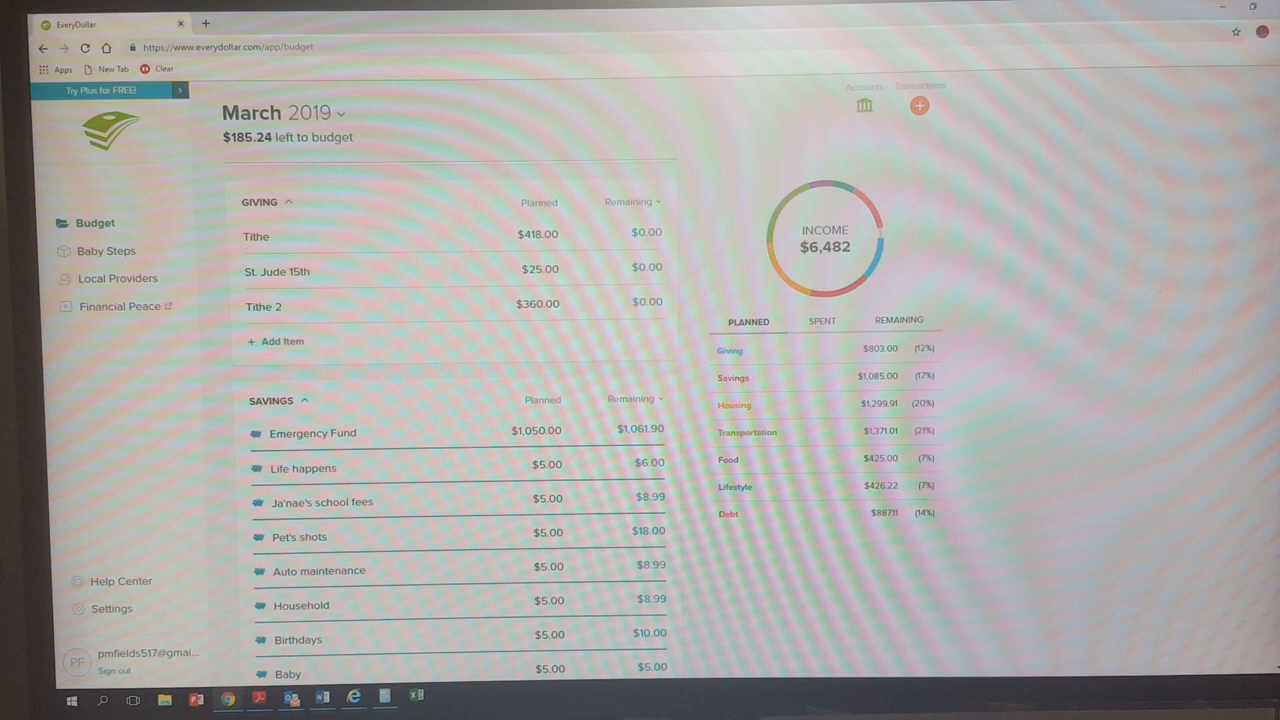 EveryDollar
https://www.everydollar.com/app/budget
Apps New Tab Clear
Try Plus for FREE!
March 2019
$185.24 left to budget
Accounts Transactions
Budget
Baby Steps
Local Providers
Financial Peace
Help Center
Settings
PF pmfields517@gmai...
Sign out
GIVING Planned Remaining
Tithe $418.00 $0.00
St. Jude 15th $25.00 $0.00
Tithe 2 $360.00 $0.00
+ Add Item
SAVINGS Planned Remaining
Emergency Fund $1,050.00 $1,061.90
Life happens $5.00 $6.00
Ja'nae's school fees $5.00 $8.99
Pet's shots $5.00 $18.00
Auto maintenance $5.00 $8.99
Household $5.00 $8.99
Birthdays $5.00 $10.00
Baby $5.00 $5.00
INCOME
$6,482
PLANNED SPENT REMAINING
Giving $803.00 (12%)
Savings $1,085.00 (17%)
Housing $1,299.91 (20%)
Transportation $1,371.01 (21%)
Food $425.00 (7%)
Lifestyle $426.22 (7%)
Debt $887.11 (14%)